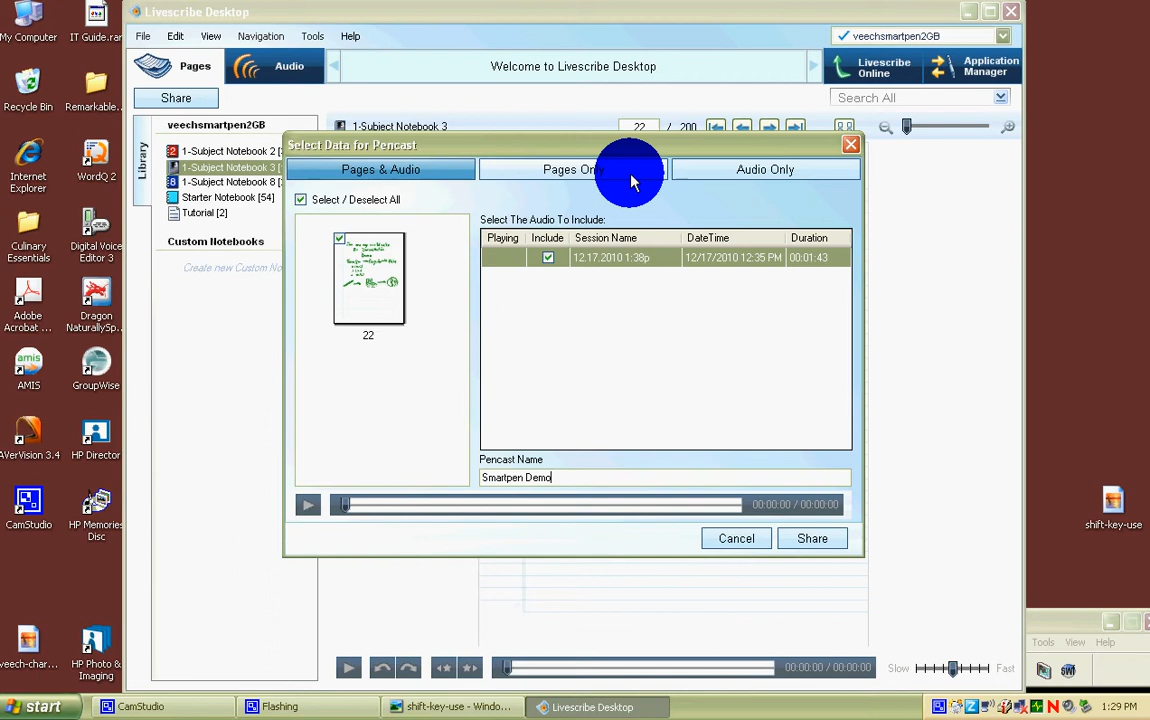 My Computer
IT Guide.rar
Recycle Bin
Remarkable...
Internet
Explorer
WordQ 2
Culinary
Essentials
Digital Voice
Editor 3
Adobe
Acrobat ...
Dragon
NaturallySp...
AMIS
GroupWise
AVerVision 3.4
HP Director
CamStudio
HP Memories
Disc
veech-char...
HP Photo &
Imaging
Livescribe Desktop
File Edit View Navigation Tools Help
veechsmartpen2GB
Pages
Audio
Welcome to Livescribe Desktop
Livescribe
Online
Application
Manager
Share
Search All
Library
veechsmartpen2GB
1-Subject Notebook 2 [
1-Subject Notebook 3 [
1-Subject Notebook 8 [
Starter Notebook [54]
Tutorial [2]
Custom Notebooks
Create new Custom No
1-Subject Notebook 3
22 / 200
Select Data for Pencast
Pages & Audio
Pages Only
Audio Only
Select / Deselect All
22
Select The Audio To Include:
Playing Include Session Name DateTime Duration
12.17.2010 1:38p 12/17/2010 12:35 PM 00:01:43
Pencast Name
Smartpen Demo
00:00:00 / 00:00:00
Cancel
Share
00:00:00 / 00:00:00
Slow
Fast
shift-key-use
Tools View Help
SWF
start
CamStudio
Flashing
shift-key-use - Windo...
Livescribe Desktop
1:29 PM